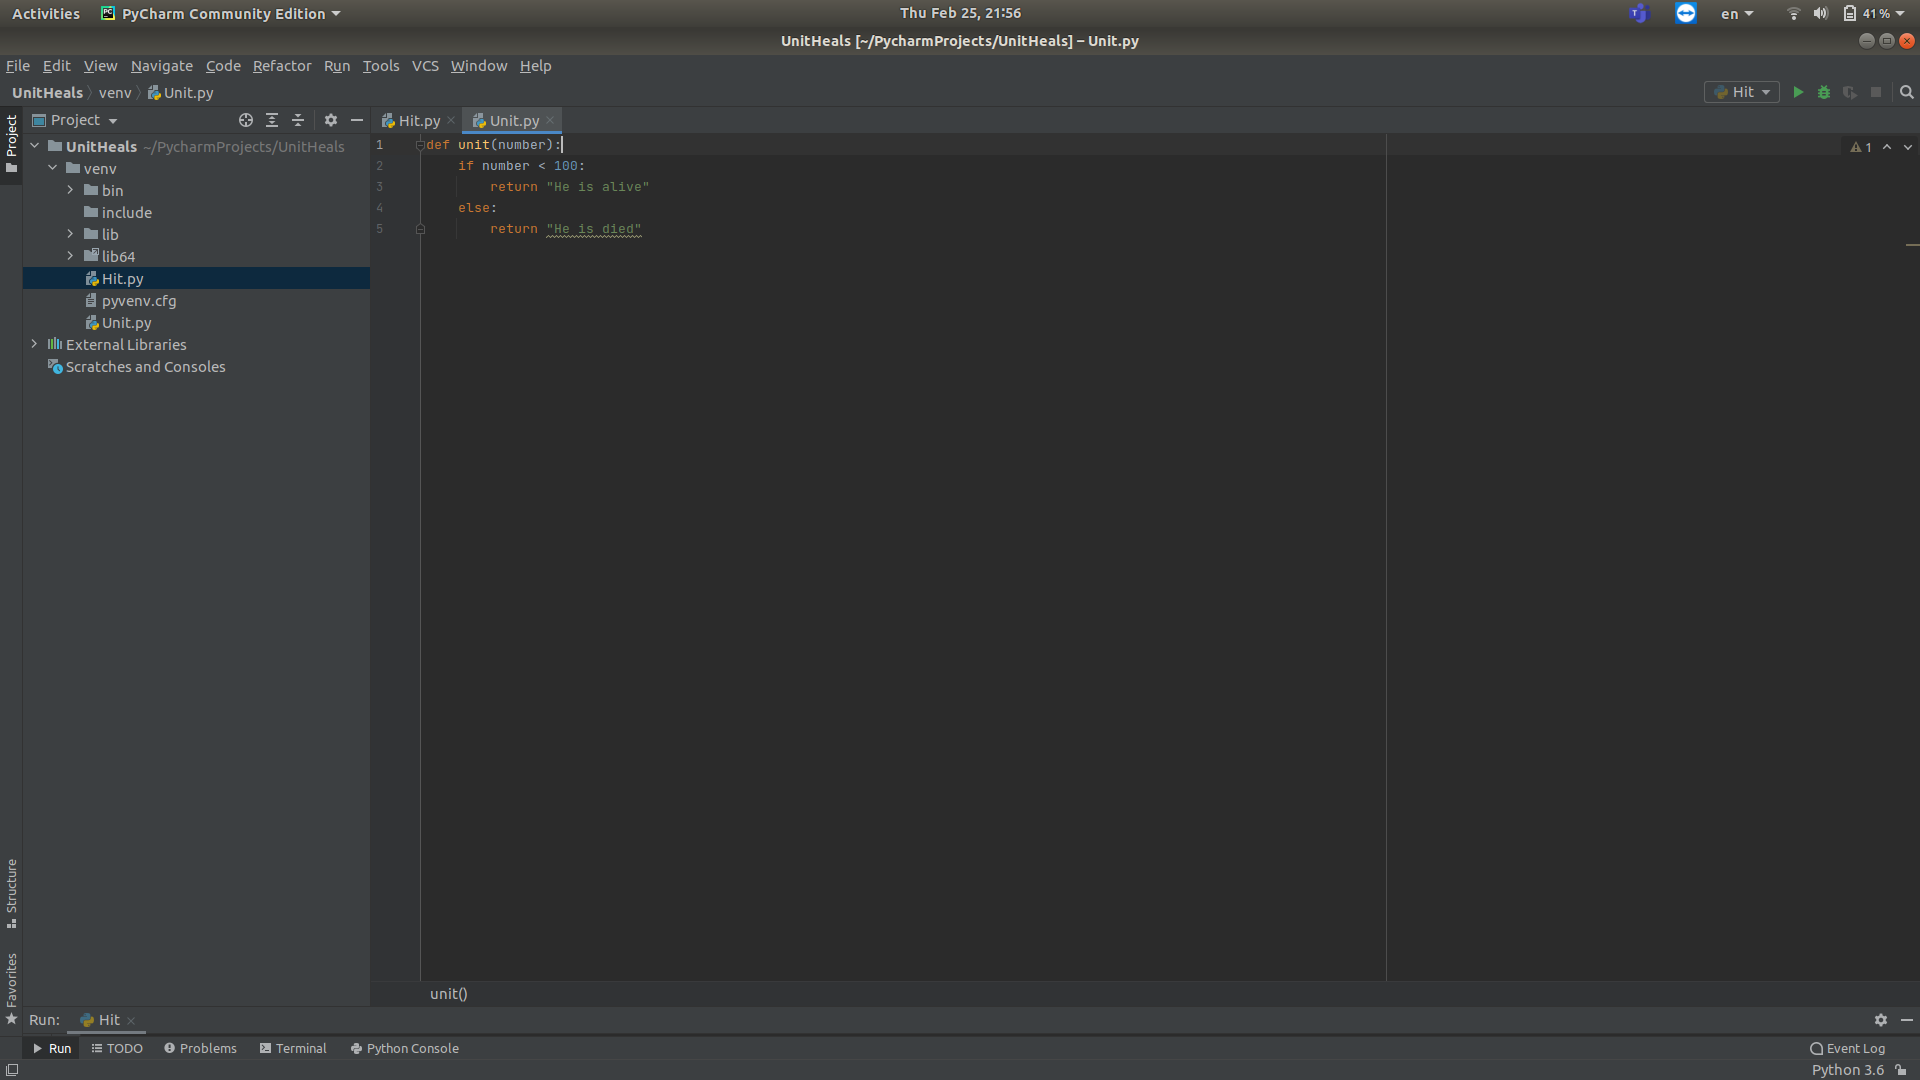 Activities PyCharm Community Edition Thu Feb 25, 21:56 en 41%
UnitHeals [~/PycharmProjects/UnitHeals] – Unit.py
File Edit View Navigate Code Refactor Run Tools VCS Window Help
UnitHeals venv Unit.py Hit
Project
Project Hit.py Unit.py
UnitHeals ~/PycharmProjects/UnitHeals
venv
bin
include
lib
lib64
Hit.py
pyvenv.cfg
Unit.py
External Libraries
Scratches and Consoles
1 def unit(number): 1
2 if number < 100:
3 return "He is alive"
4 else:
5 return "He is died"
Structure
Favorites
unit()
Run: Hit
Run TODO Problems Terminal Python Console Event Log
Python 3.6